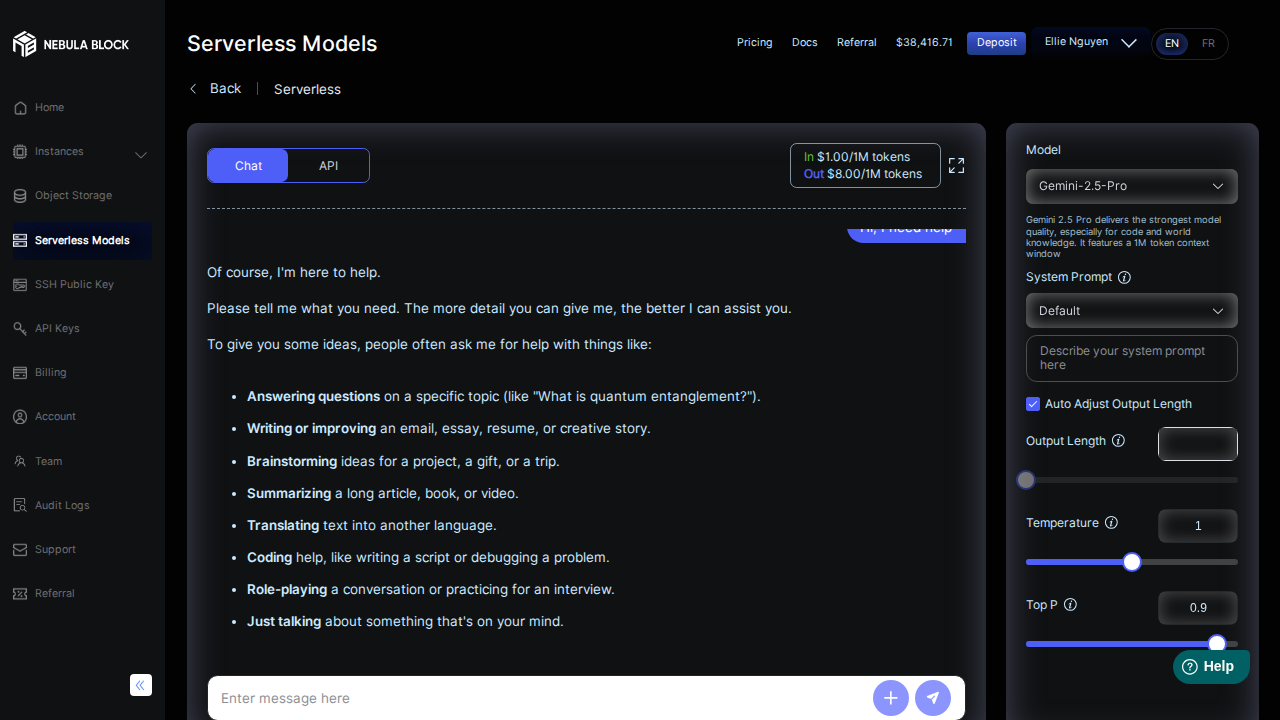 NEBULA BLOCK
Home
Instances
Object Storage
Serverless Models
SSH Public Key
API Keys
Billing
Account
Team
Audit Logs
Support
Referral
Serverless Models
Pricing
Docs
Referral
$38,416.71
Deposit
Ellie Nguyen
EN
FR
Back
Serverless
Chat
API
In $1.00/1M tokens
Out $8.00/1M tokens
Hi, I need help
Of course, I'm here to help.
Please tell me what you need. The more detail you can give me, the better I can assist you.
To give you some ideas, people often ask me for help with things like:
• Answering questions on a specific topic (like "What is quantum entanglement?").
• Writing or improving an email, essay, resume, or creative story.
• Brainstorming ideas for a project, a gift, or a trip.
• Summarizing a long article, book, or video.
• Translating text into another language.
• Coding help, like writing a script or debugging a problem.
• Role-playing a conversation or practicing for an interview.
• Just talking about something that's on your mind.
Enter message here
Model
Gemini-2.5-Pro
Gemini 2.5 Pro delivers the strongest model
quality, especially for code and world
knowledge. It features a 1M token context
window
System Prompt
Default
Describe your system prompt
here
Auto Adjust Output Length
Output Length
Temperature
1
Top P
0.9
Help